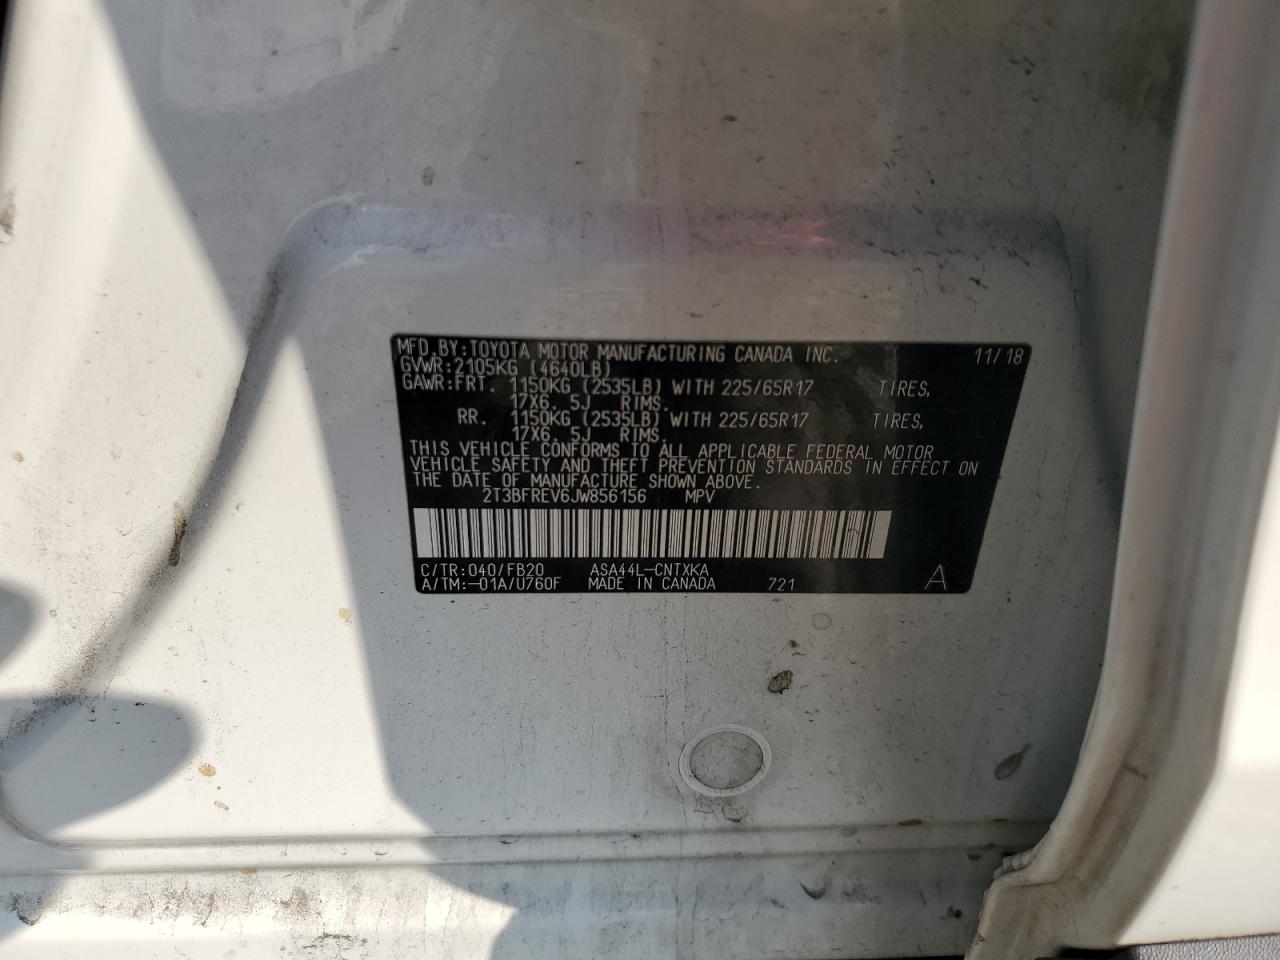 MFD.BY:TOYOTA MOTOR MANUFACTURING CANADA INC. 11/18
GVWR:2105KG (4640LB)
GAWR:FRT. 1150KG (2535LB) WITH 225/65R17 TIRES,
17X6. 5J RIMS.
RR. 1150KG (2535LB) WITH 225/65R17 TIRES,
17X6. 5J RIMS.
THIS VEHICLE CONFORMS TO ALL APPLICABLE FEDERAL MOTOR
VEHICLE SAFETY AND THEFT PREVENTION STANDARDS IN EFFECT ON
THE DATE OF MANUFACTURE SHOWN ABOVE.
2T3BFREV6JW856156 MPV
C/TR:040/FB20 ASA44L-CNTXKA
A/TM:-01A/U760F MADE IN CANADA 721 A